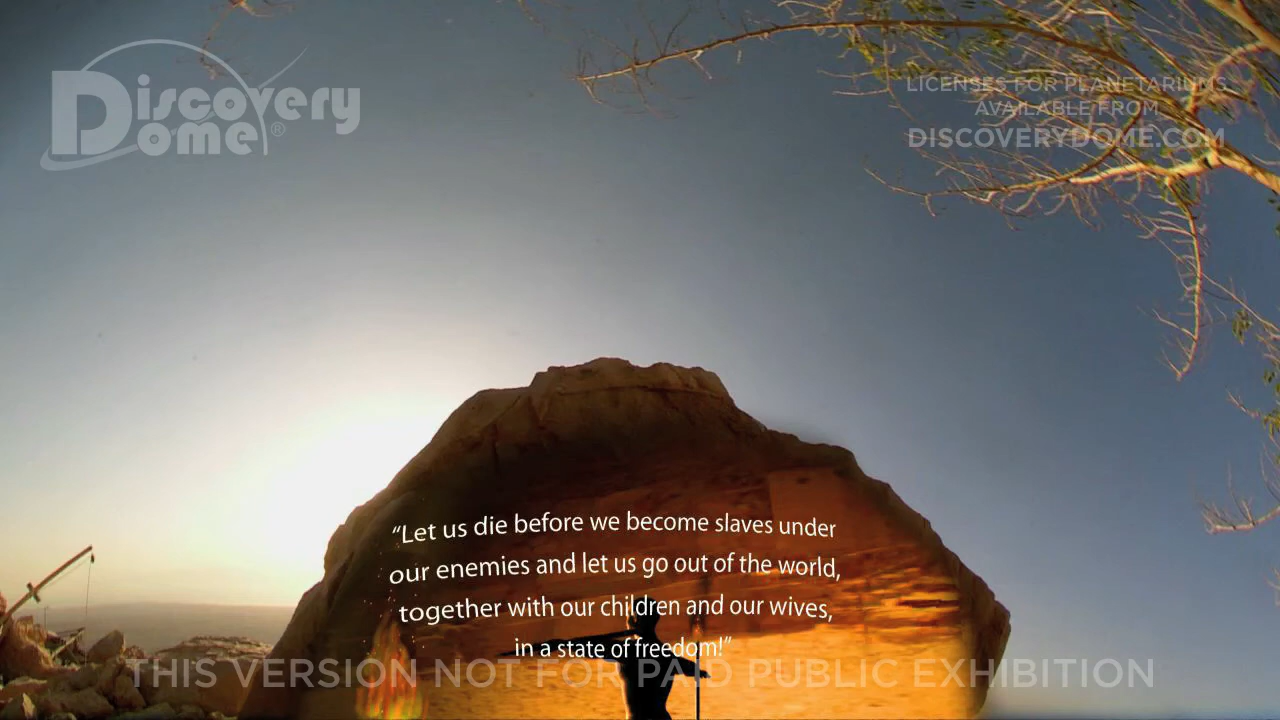 Discovery
Dome®
LICENSES FOR PLANETARIUMS
AVAILABLE FROM
DISCOVERYDOME.COM
“Let us die before we become slaves under
our enemies and let us go out of the world,
together with our children and our wives,
in a state of freedom!”
THIS VERSION NOT FOR PAID PUBLIC EXHIBITION